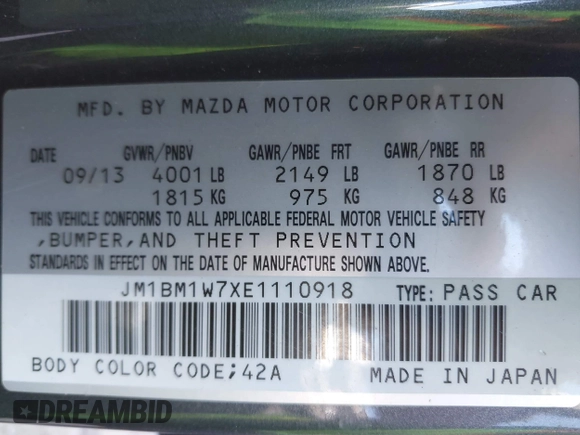 MFD. BY MAZDA MOTOR CORPORATION
DATE GVWR/PNBV GAWR/PNBE FRT GAWR/PNBE RR
09/13 4001 LB 2149 LB 1870 LB
1815 KG 975 KG 848 KG
THIS VEHICLE CONFORMS TO ALL APPLICABLE FEDERAL MOTOR VEHICLE SAFETY
,BUMPER,AND THEFT PREVENTION
STANDARDS IN EFFECT ON THE DATE OF MANUFACTURE SHOWN ABOVE.
JM1BM1W7XE1110918 TYPE: PASS CAR
BODY COLOR CODE;42A MADE IN JAPAN
DREAMBID